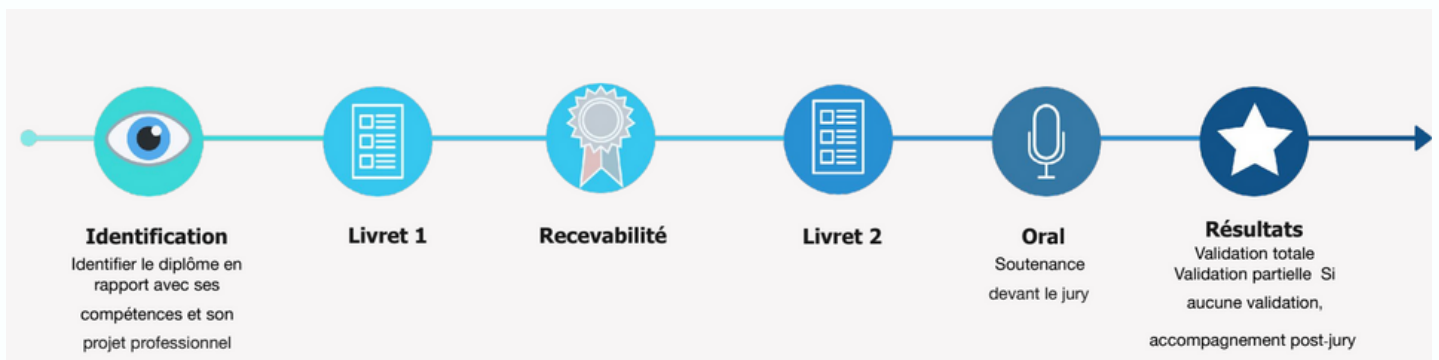 Identification
Identifier le diplôme en
rapport avec ses
compétences et son
projet professionnel
Livret 1
Recevabilité
Livret 2
Oral
Soutenance
devant le jury
Résultats
Validation totale
Validation partielle Si
aucune validation,
accompagnement post-jury